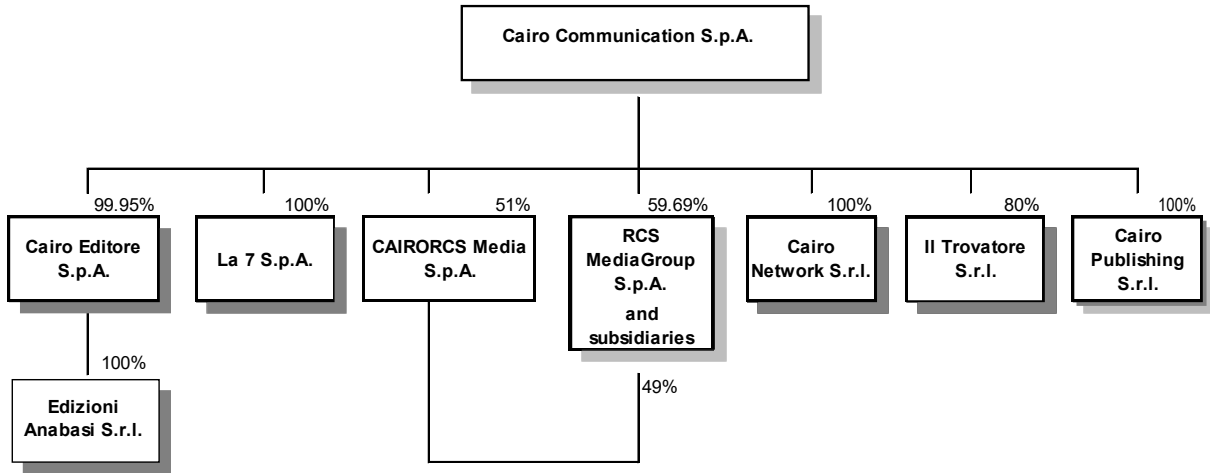 Cairo Communication S.p.A.
99.95%
100%
51%
59.69%
100%
80%
100%
Cairo Editore
S.p.A.
La 7 S.p.A.
CAIRORCS Media
S.p.A.
RCS
MediaGroup
S.p.A.
and
subsidiaries
Cairo
Network S.r.l.
Il Trovatore
S.r.l.
Cairo
Publishing
S.r.l.
100%
49%
Edizioni
Anabasi S.r.l.